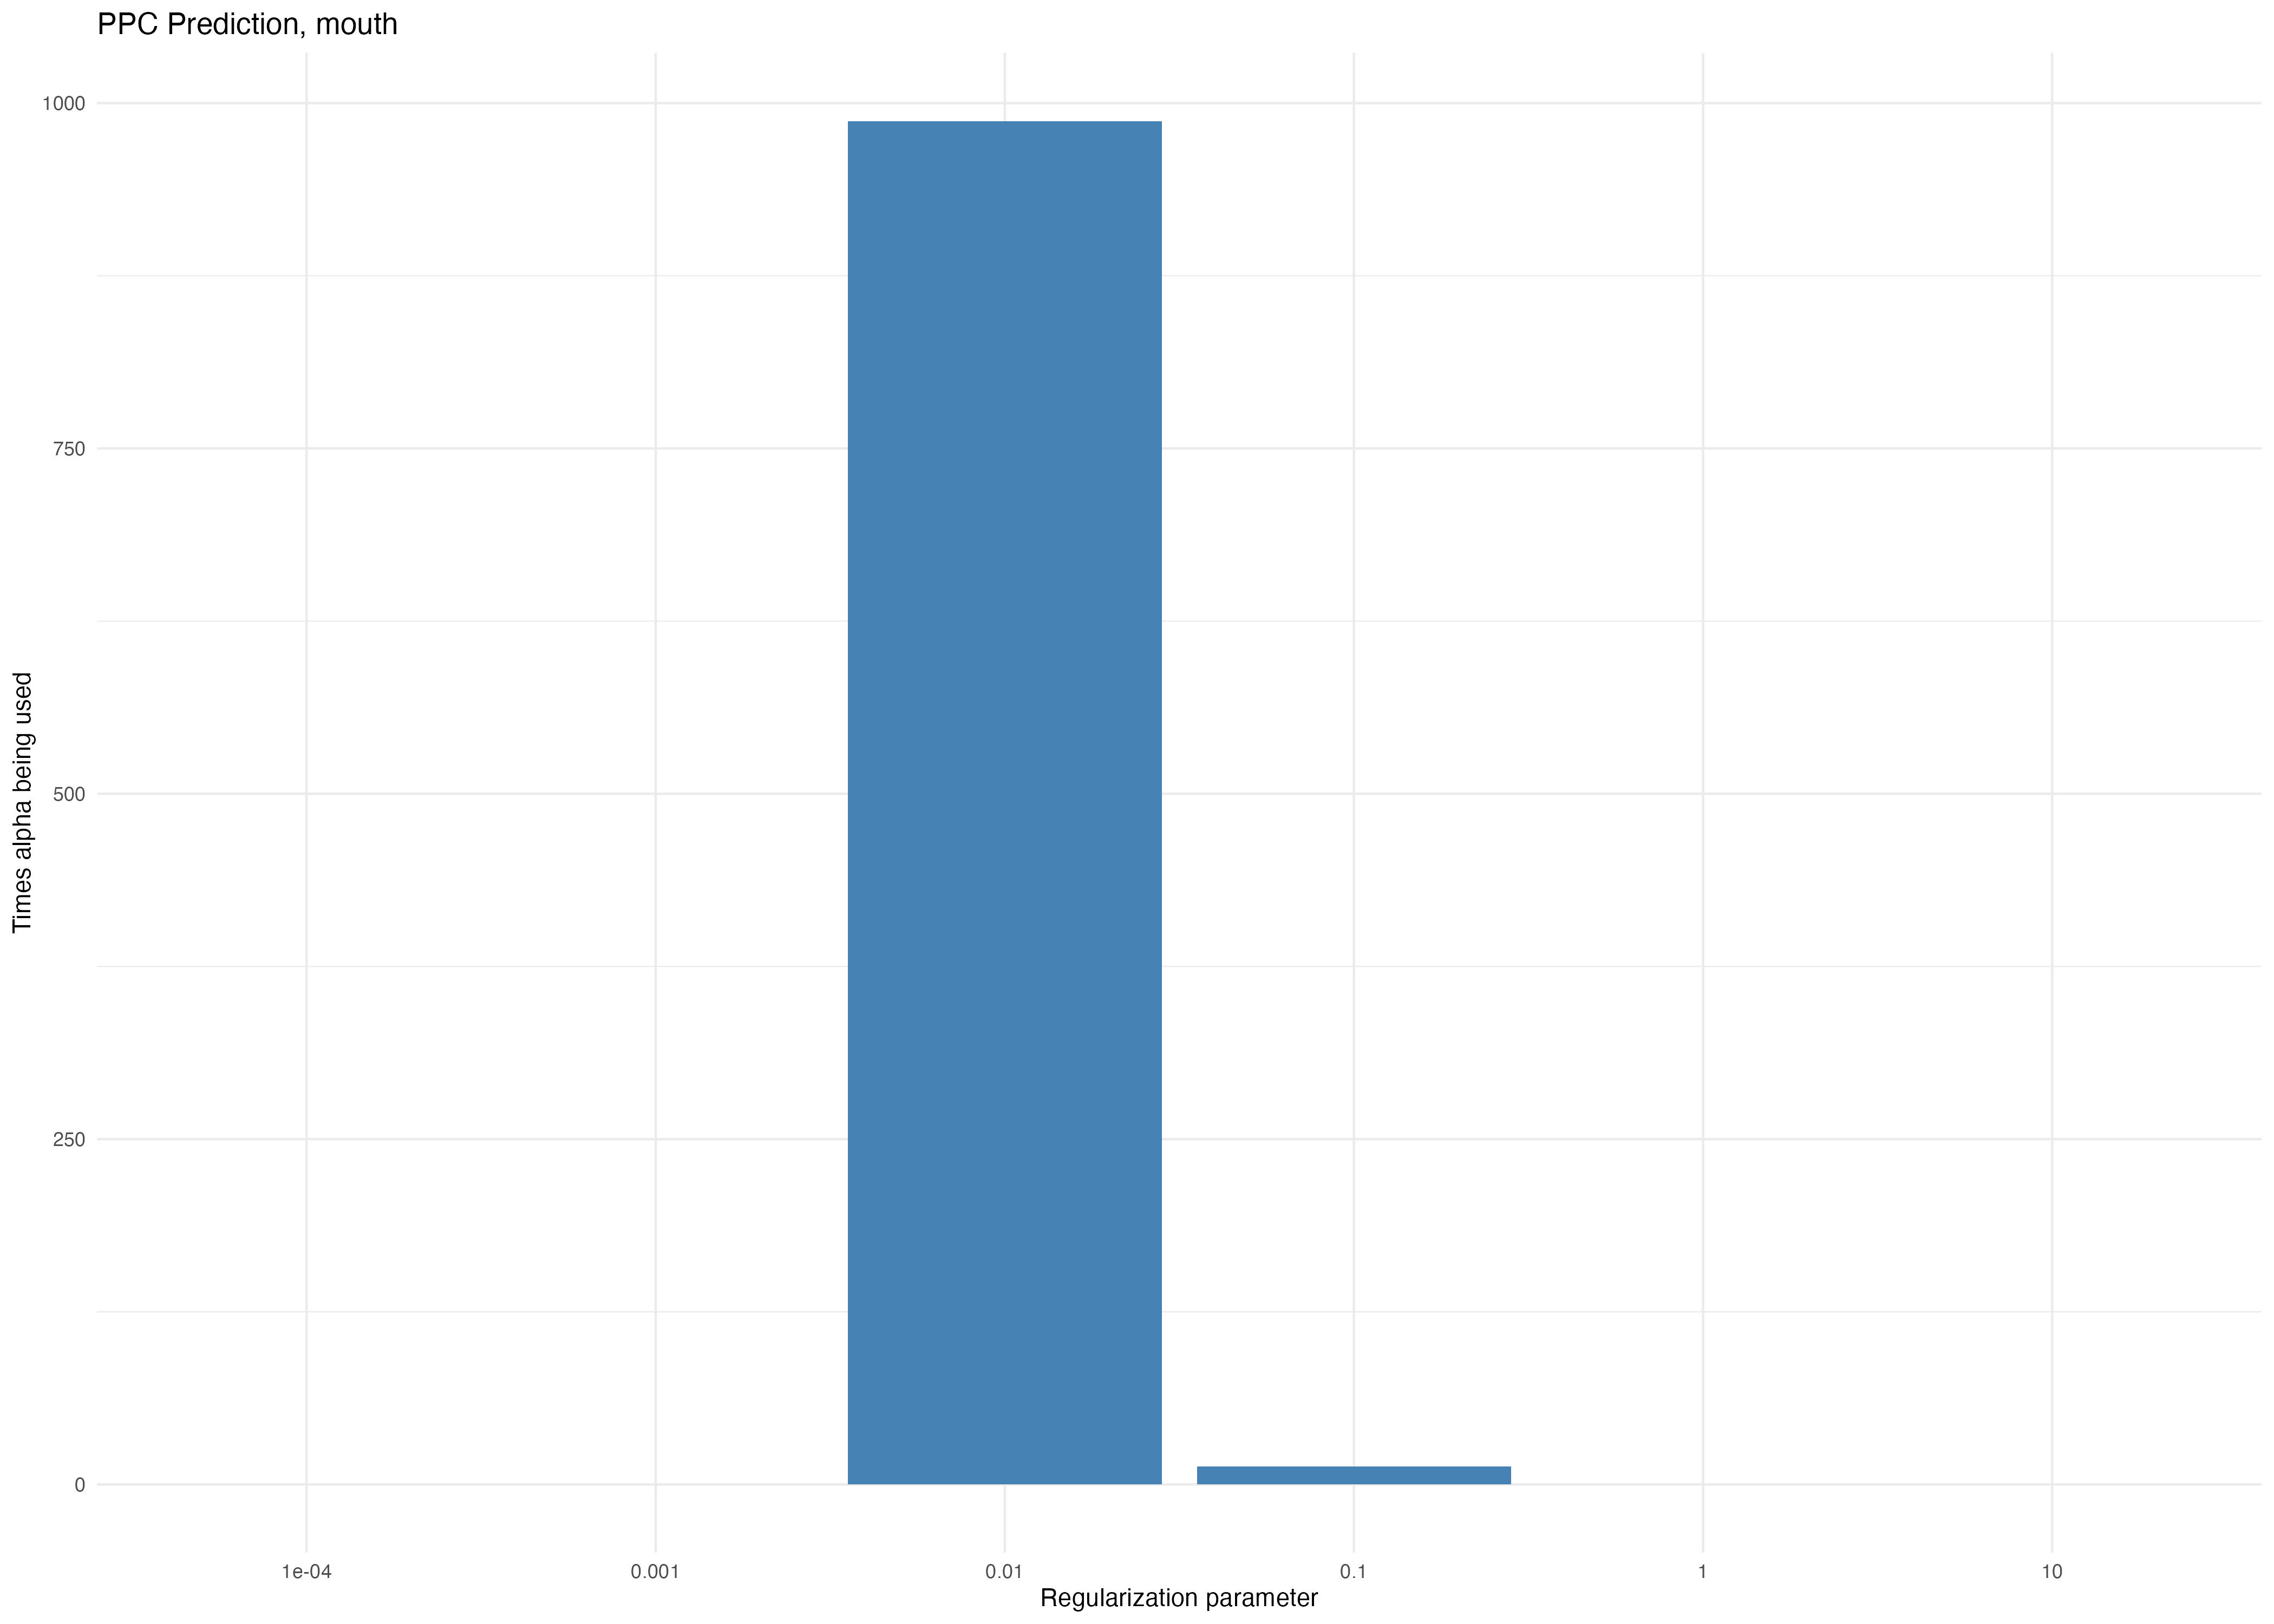 PPC Prediction, mouth
Times alpha being used
1000
750
500
250
0
1e-04 0.001 0.01 0.1 1 10
Regularization parameter